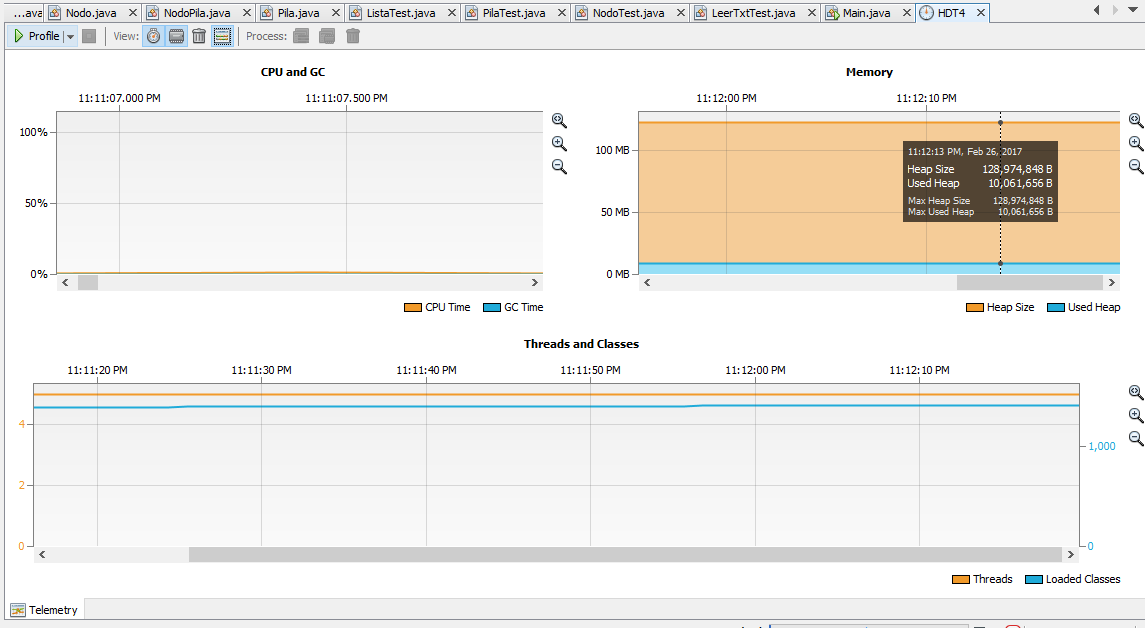 ...ava Nodo.java NodoPila.java Pila.java ListaTest.java PilaTest.java NodoTest.java LeerTxtTest.java Main.java HDT4
Profile View: Process:
CPU and GC
11:11:07.000 PM 11:11:07.500 PM
100%
50%
0%
CPU Time GC Time
Memory
11:12:00 PM 11:12:10 PM
100 MB
50 MB
0 MB
11:12:13 PM, Feb 26, 2017
Heap Size 128,974,848 B
Used Heap 10,061,656 B
Max Heap Size 128,974,848 B
Max Used Heap 10,061,656 B
Heap Size Used Heap
Threads and Classes
11:11:20 PM 11:11:30 PM 11:11:40 PM 11:11:50 PM 11:12:00 PM 11:12:10 PM
4
1,000
2
0 0
Threads Loaded Classes
Telemetry